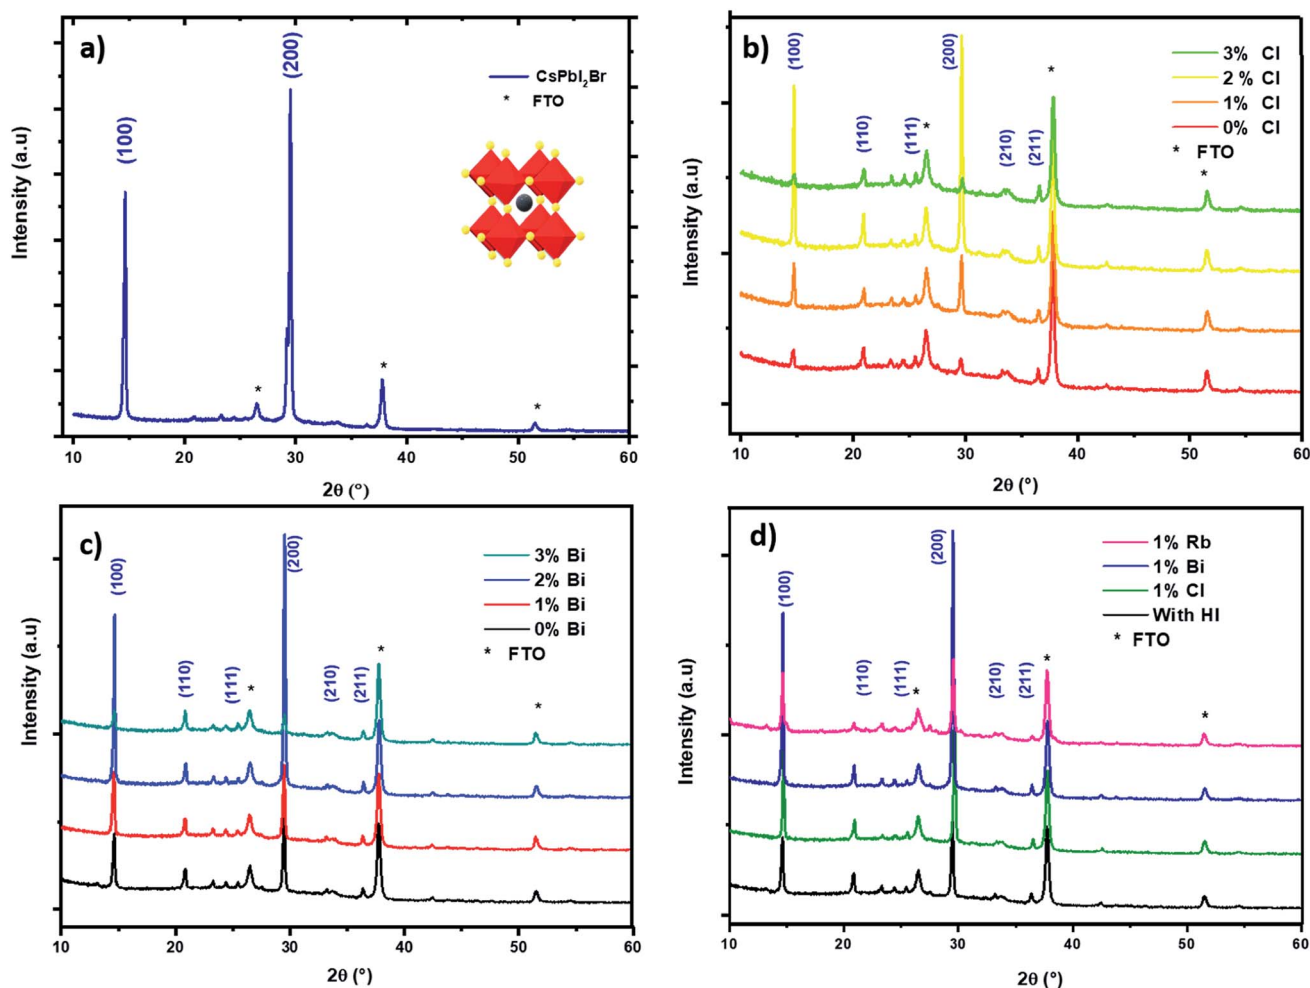 a)
(100)
(200)
CsPbI₂Br
* FTO
*
*
*
Intensity (a.u)
10 20 30 40 50 60
2θ (°)
b)
(100)
(110)
(111)
*
(200)
(210)
(211)
*
*
3% Cl
2 % Cl
1% Cl
0% Cl
* FTO
Intensity (a.u)
10 20 30 40 50 60
2θ (°)
c)
(100)
(110)
(111)
*
(200)
(210)
(211)
*
*
3% Bi
2% Bi
1% Bi
0% Bi
* FTO
Intensity (a.u)
10 20 30 40 50 60
2θ (°)
d)
(100)
(110)
(111)
*
(200)
(210)
(211)
*
*
1% Rb
1% Bi
1% Cl
With HI
* FTO
Intensity (a.u)
10 20 30 40 50 60
2θ (°)